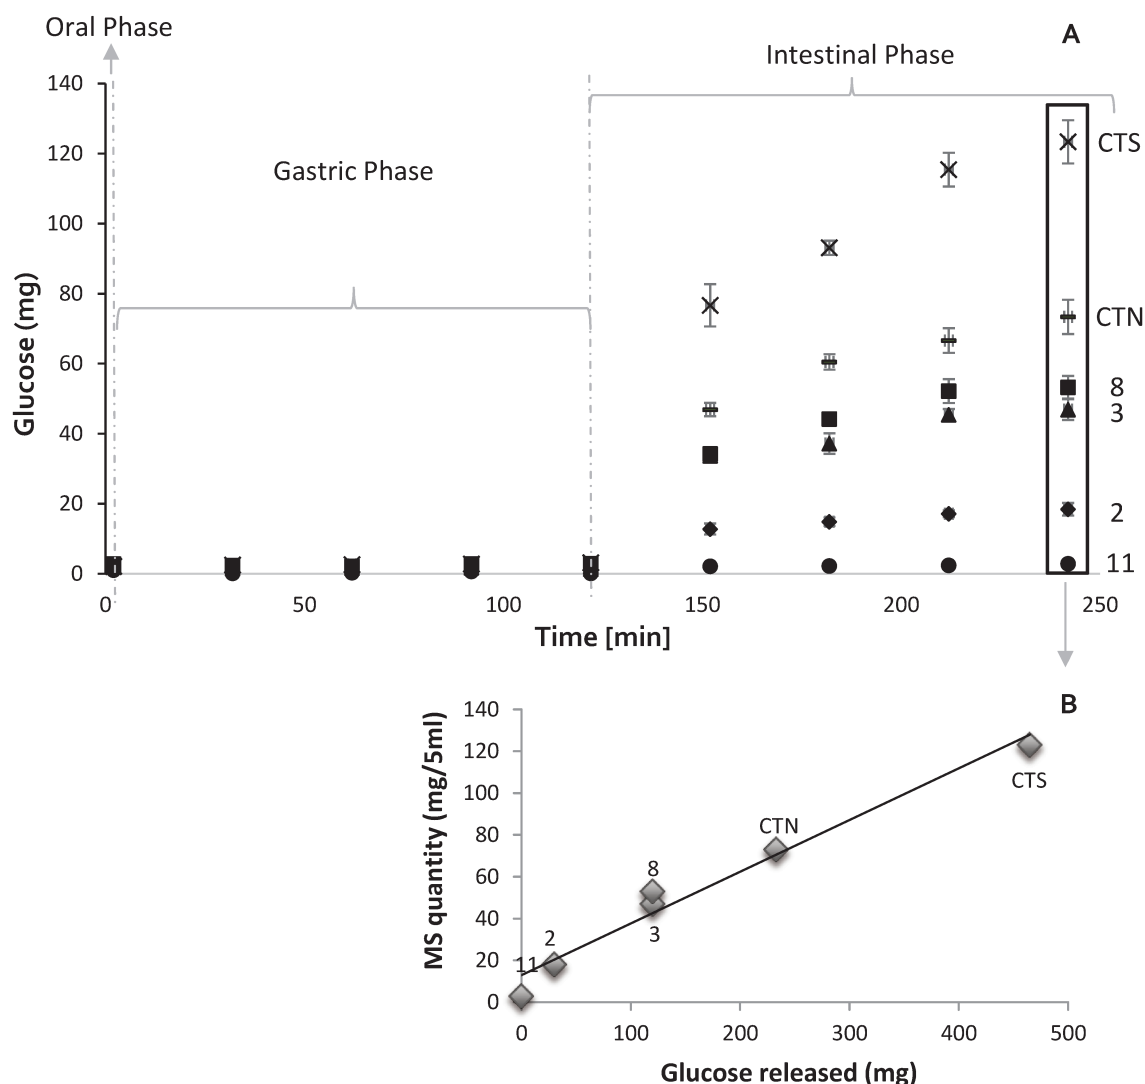 Oral Phase
A
Intestinal Phase
140
120
CTS
Gastric Phase
100
80
CTN
60
8
3
40
20
2
11
0
Glucose (mg)
0 50 100 150 200 250
Time [min]
B
140
120
100
80
60
40
20
0
MS quantity (mg/5ml)
CTS
CTN
8
3
2
11
0 100 200 300 400 500
Glucose released (mg)